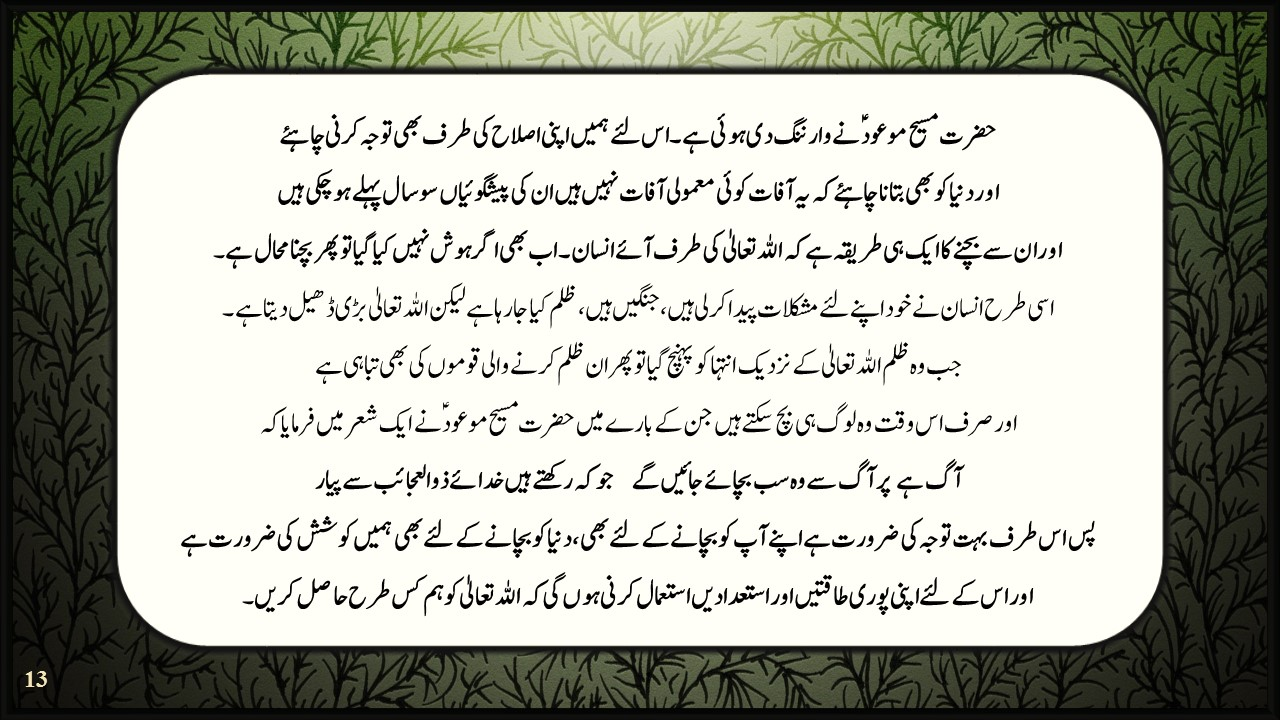 حضرت مسیح موعودؑ نے وارننگ دی ہوئی ہے۔ اس لئے ہمیں اپنی اصلاح کی طرف بھی توجہ کرنی چاہئے
اور دنیا کو بھی بتانا چاہئے کہ یہ آفات کوئی معمولی آفات نہیں ہیں ان کی پیشگوئیاں سو سال پہلے ہو چکی ہیں
اور ان سے بچنے کا ایک ہی طریقہ ہے کہ اللہ تعالیٰ کی طرف آئے انسان۔ اب بھی اگر ہوش نہیں کیا گیا تو پھر بچنا محال ہے۔
اسی طرح انسان نے خود اپنے لئے مشکلات پیدا کر لی ہیں، جنگیں ہیں، ظلم کیا جا رہا ہے لیکن اللہ تعالیٰ بڑی ڈھیل دیتا ہے۔
جب وہ ظلم اللہ تعالیٰ کے نزدیک انتہا کو پہنچ گیا تو پھر ان ظلم کرنے والی قوموں کی بھی تباہی ہے
اور صرف اس وقت وہ لوگ ہی بچ سکتے ہیں جن کے بارے میں حضرت مسیح موعودؑ نے ایک شعر میں فرمایا کہ
آگ ہے پر آگ سے وہ سب بچائے جائیں گے   جو کہ رکھتے ہیں خدائے ذوالعجائب سے پیار
پس اس طرف بہت توجہ کی ضرورت ہے اپنے آپ کو بچانے کے لئے بھی، دنیا کو بچانے کے لئے بھی ہمیں کوشش کی ضرورت ہے
اور اس کے لئے اپنی پوری طاقتیں اور استعدادیں استعمال کرنی ہوں گی کہ اللہ تعالیٰ کو ہم کس طرح حاصل کریں۔
13